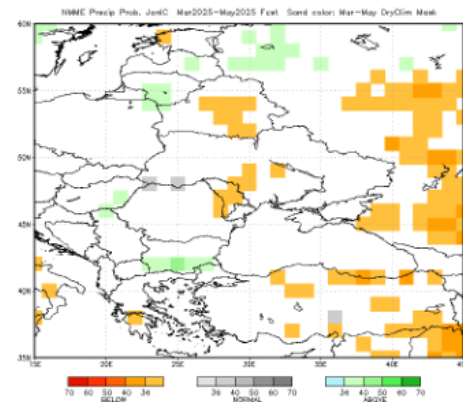 NMME Precip Prob. JanIC Mar2025-May2025 Fcst Sand color: Mar-May DryClim Mask
60N
55N
50N
45N
40N
35N
15E 20E 25E 30E 35E 40E
70 60 50 40 36
BELOW
36 40 50 60 70
NORMAL
36 40 50 60 70
ABOVE